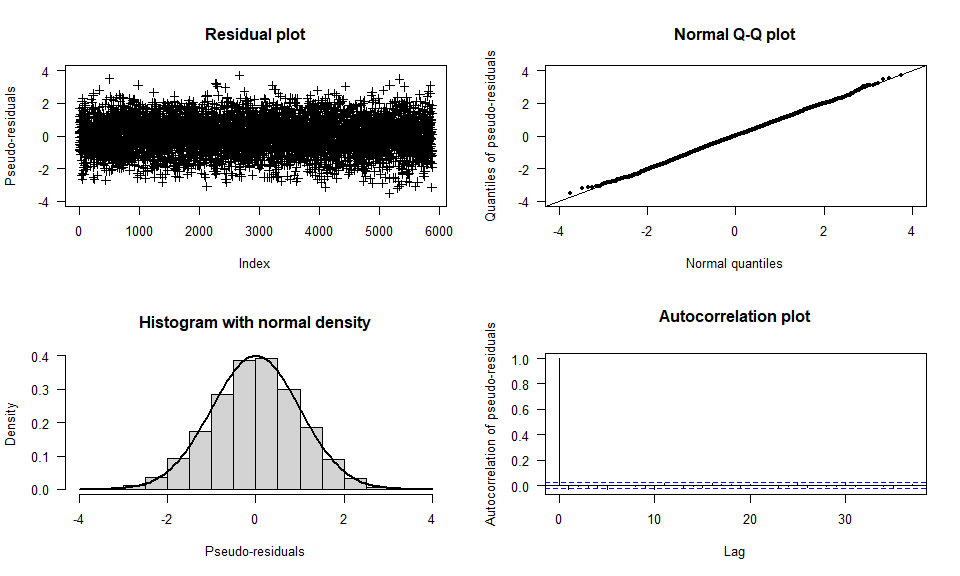 Residual plot
Pseudo-residuals
4
2
0
-2
-4
0 1000 2000 3000 4000 5000 6000
Index
Normal Q-Q plot
Quantiles of pseudo-residuals
4
2
0
-2
-4
-4 -2 0 2 4
Normal quantiles
Histogram with normal density
Density
0.4
0.3
0.2
0.1
0.0
-4 -2 0 2 4
Pseudo-residuals
Autocorrelation plot
Autocorrelation of pseudo-residuals
1.0
0.8
0.6
0.4
0.2
0.0
0 10 20 30
Lag